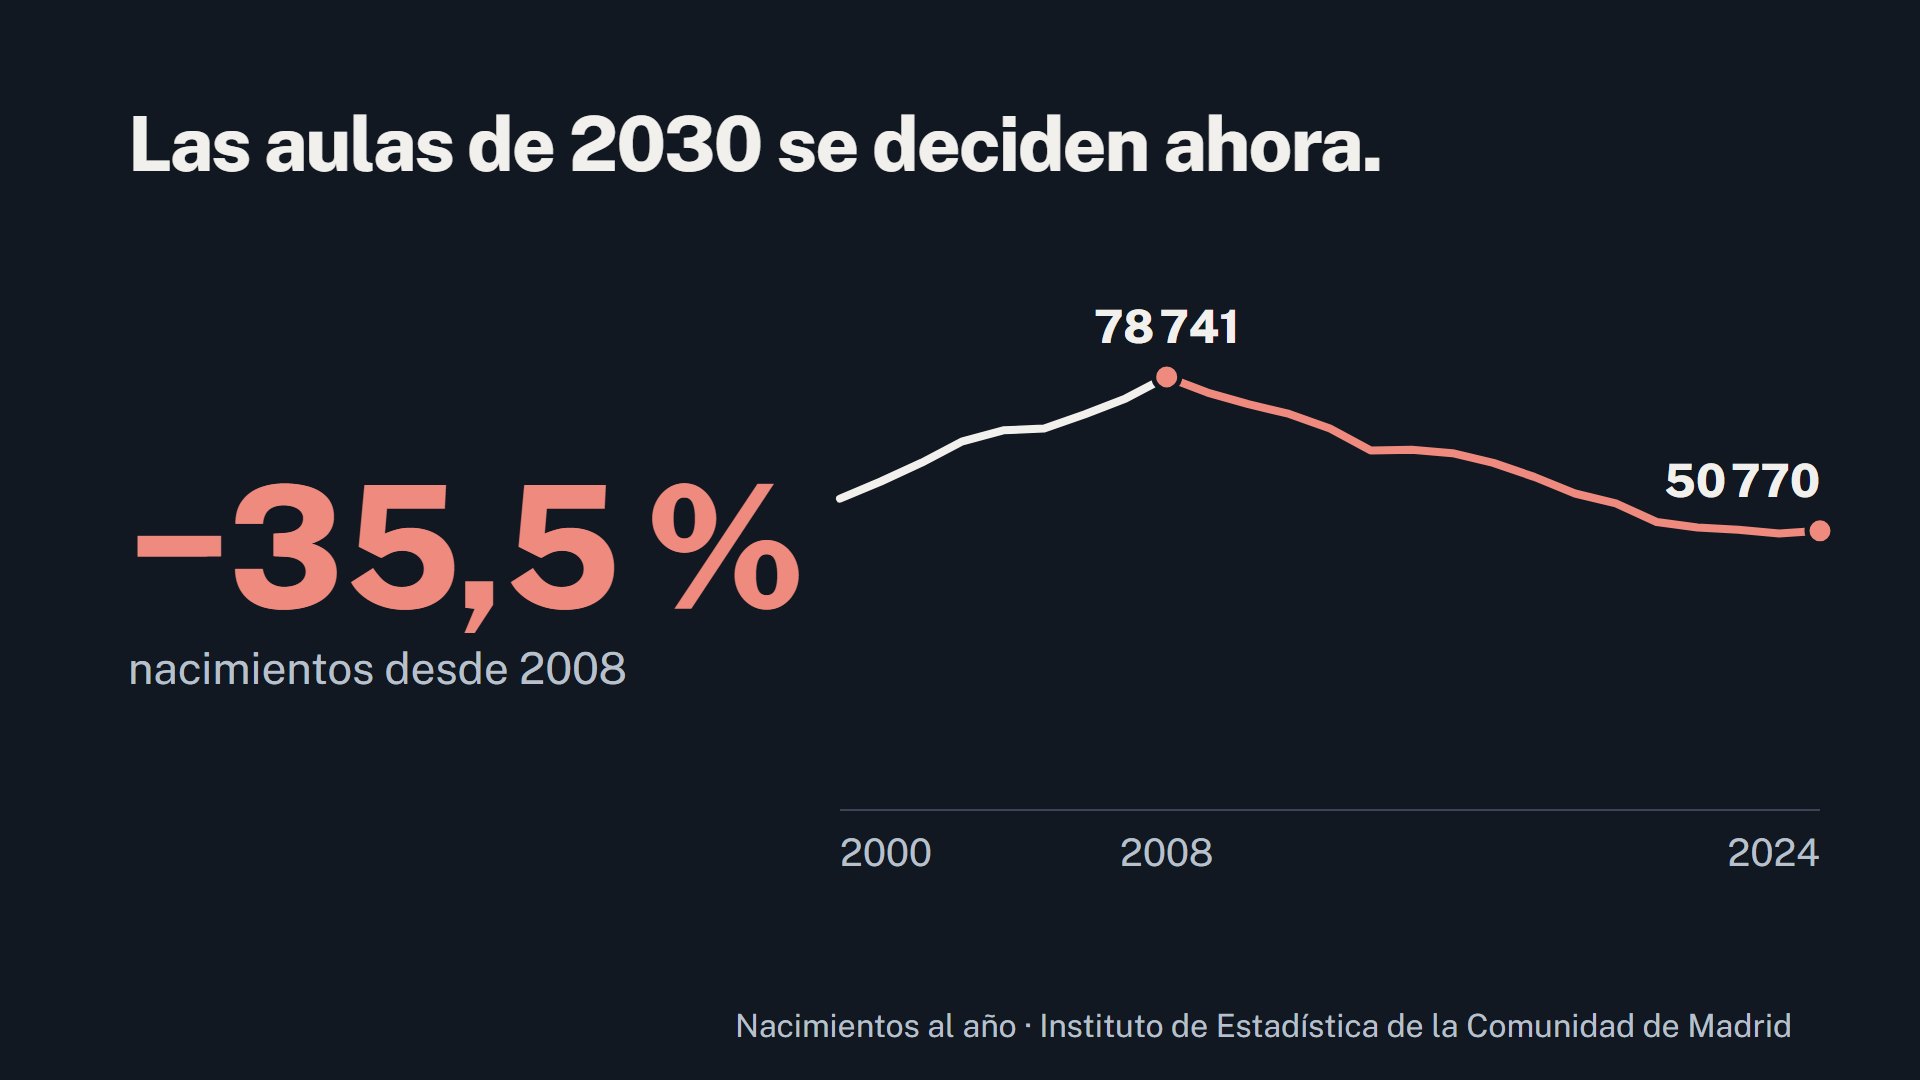 Las aulas de 2030 se deciden ahora.
78 741
50 770
−35,5 %
nacimientos desde 2008
2000
2008
2024
Nacimientos al año · Instituto de Estadística de la Comunidad de Madrid